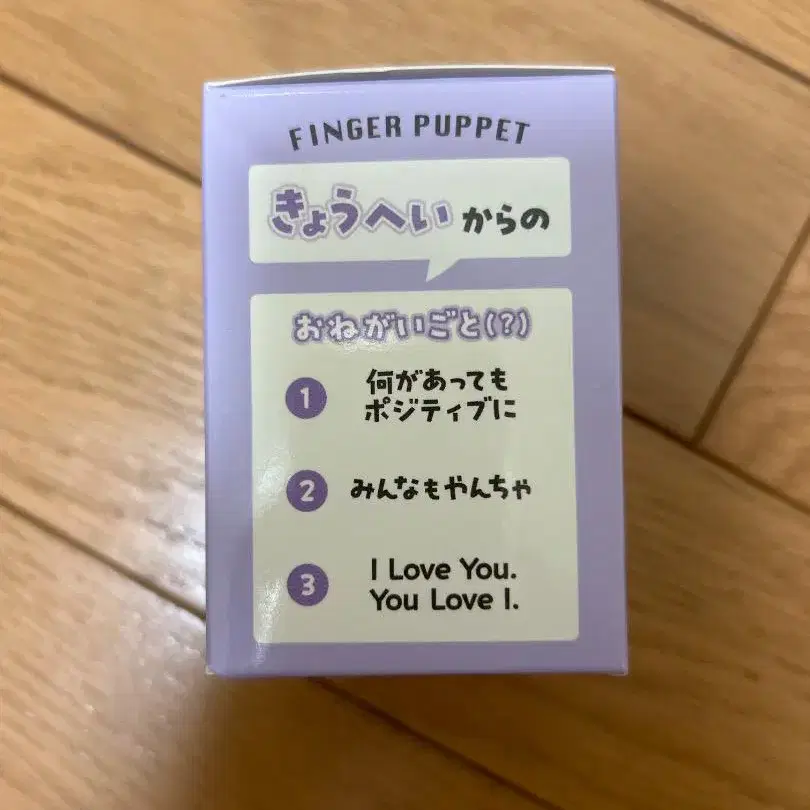 FINGER PUPPET
きょうへいからの
おねがいごと(?)
1 何があっても
ポジティブに
2 みんなもやんちゃ
3 I Love You.
You Love I.